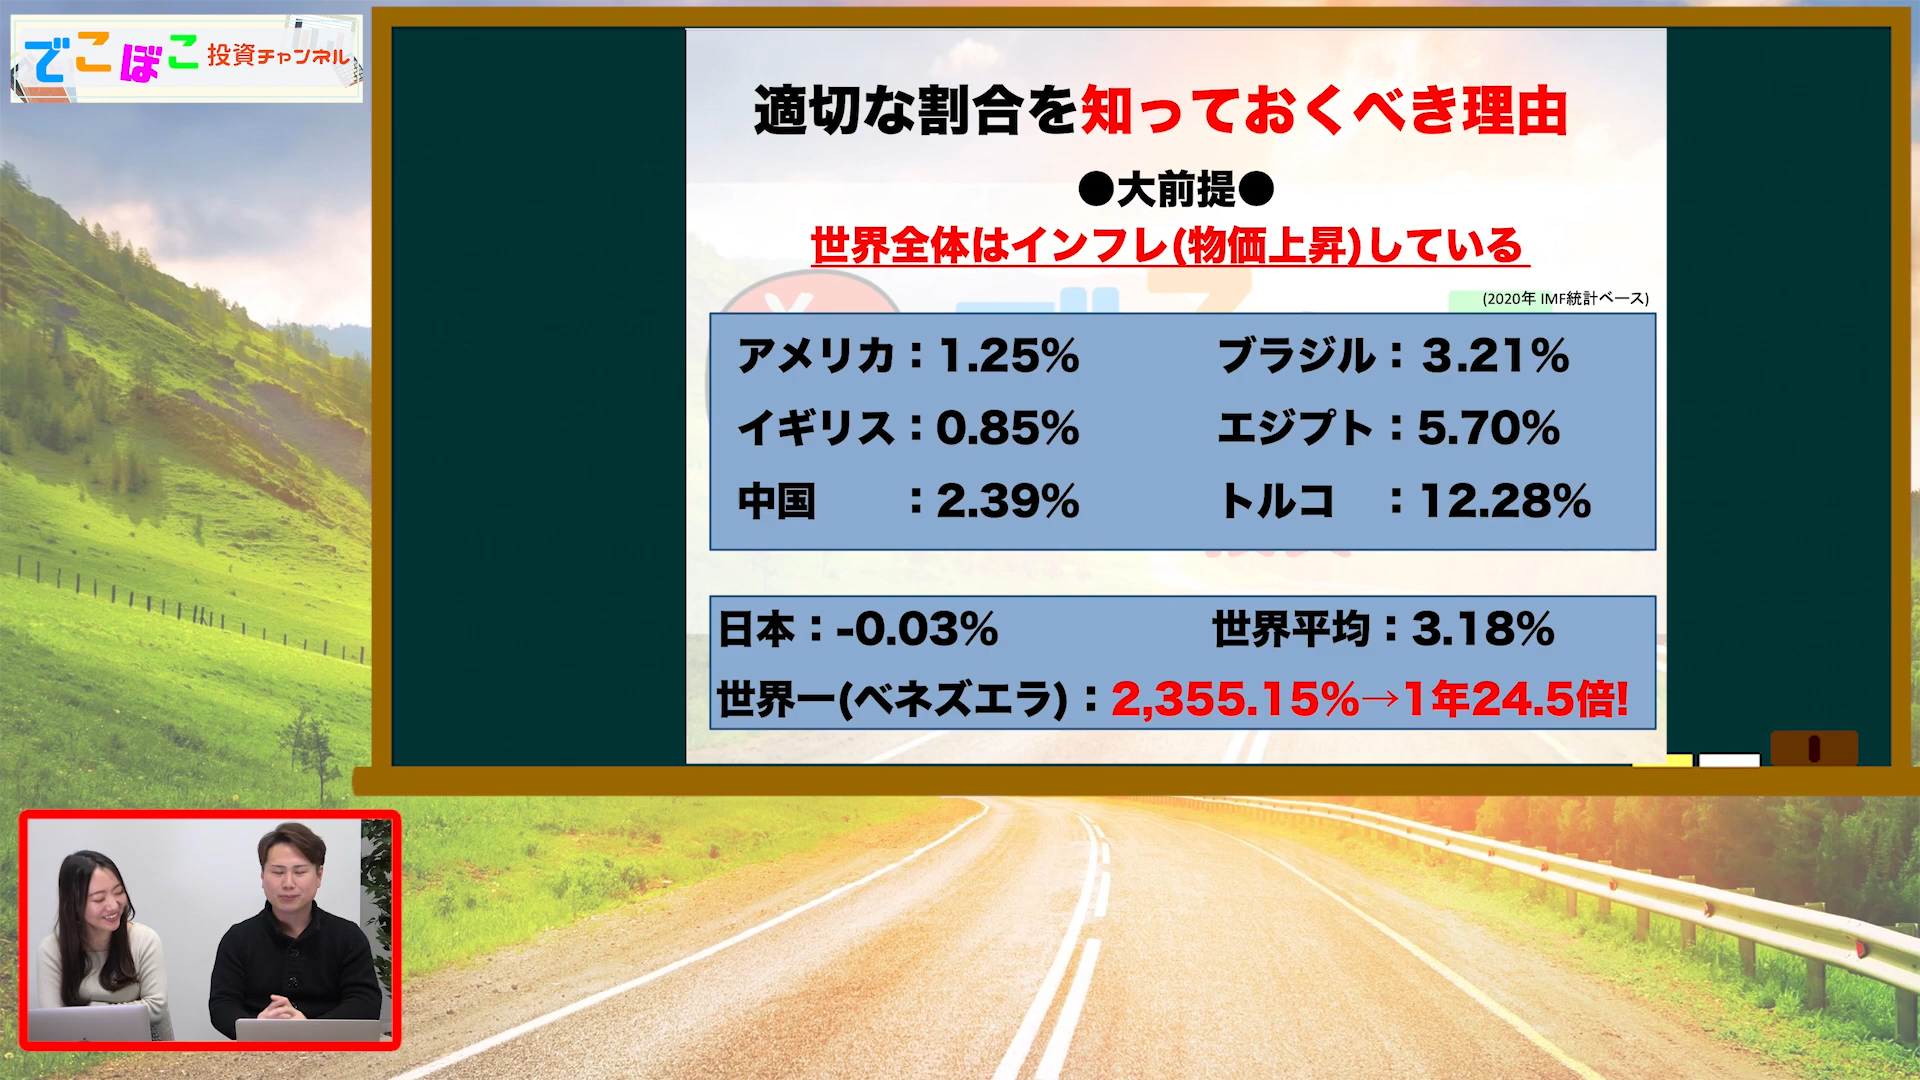 でこぼこ投資チャンネル
適切な割合を知っておくべき理由
●大前提●
世界全体はインフレ(物価上昇)している
(2020年 IMF統計ベース)
アメリカ：1.25% ブラジル：3.21%
イギリス：0.85% エジプト：5.70%
中国 ：2.39% トルコ ：12.28%
日本：-0.03% 世界平均：3.18%
世界一(ベネズエラ)：2,355.15%→1年24.5倍!